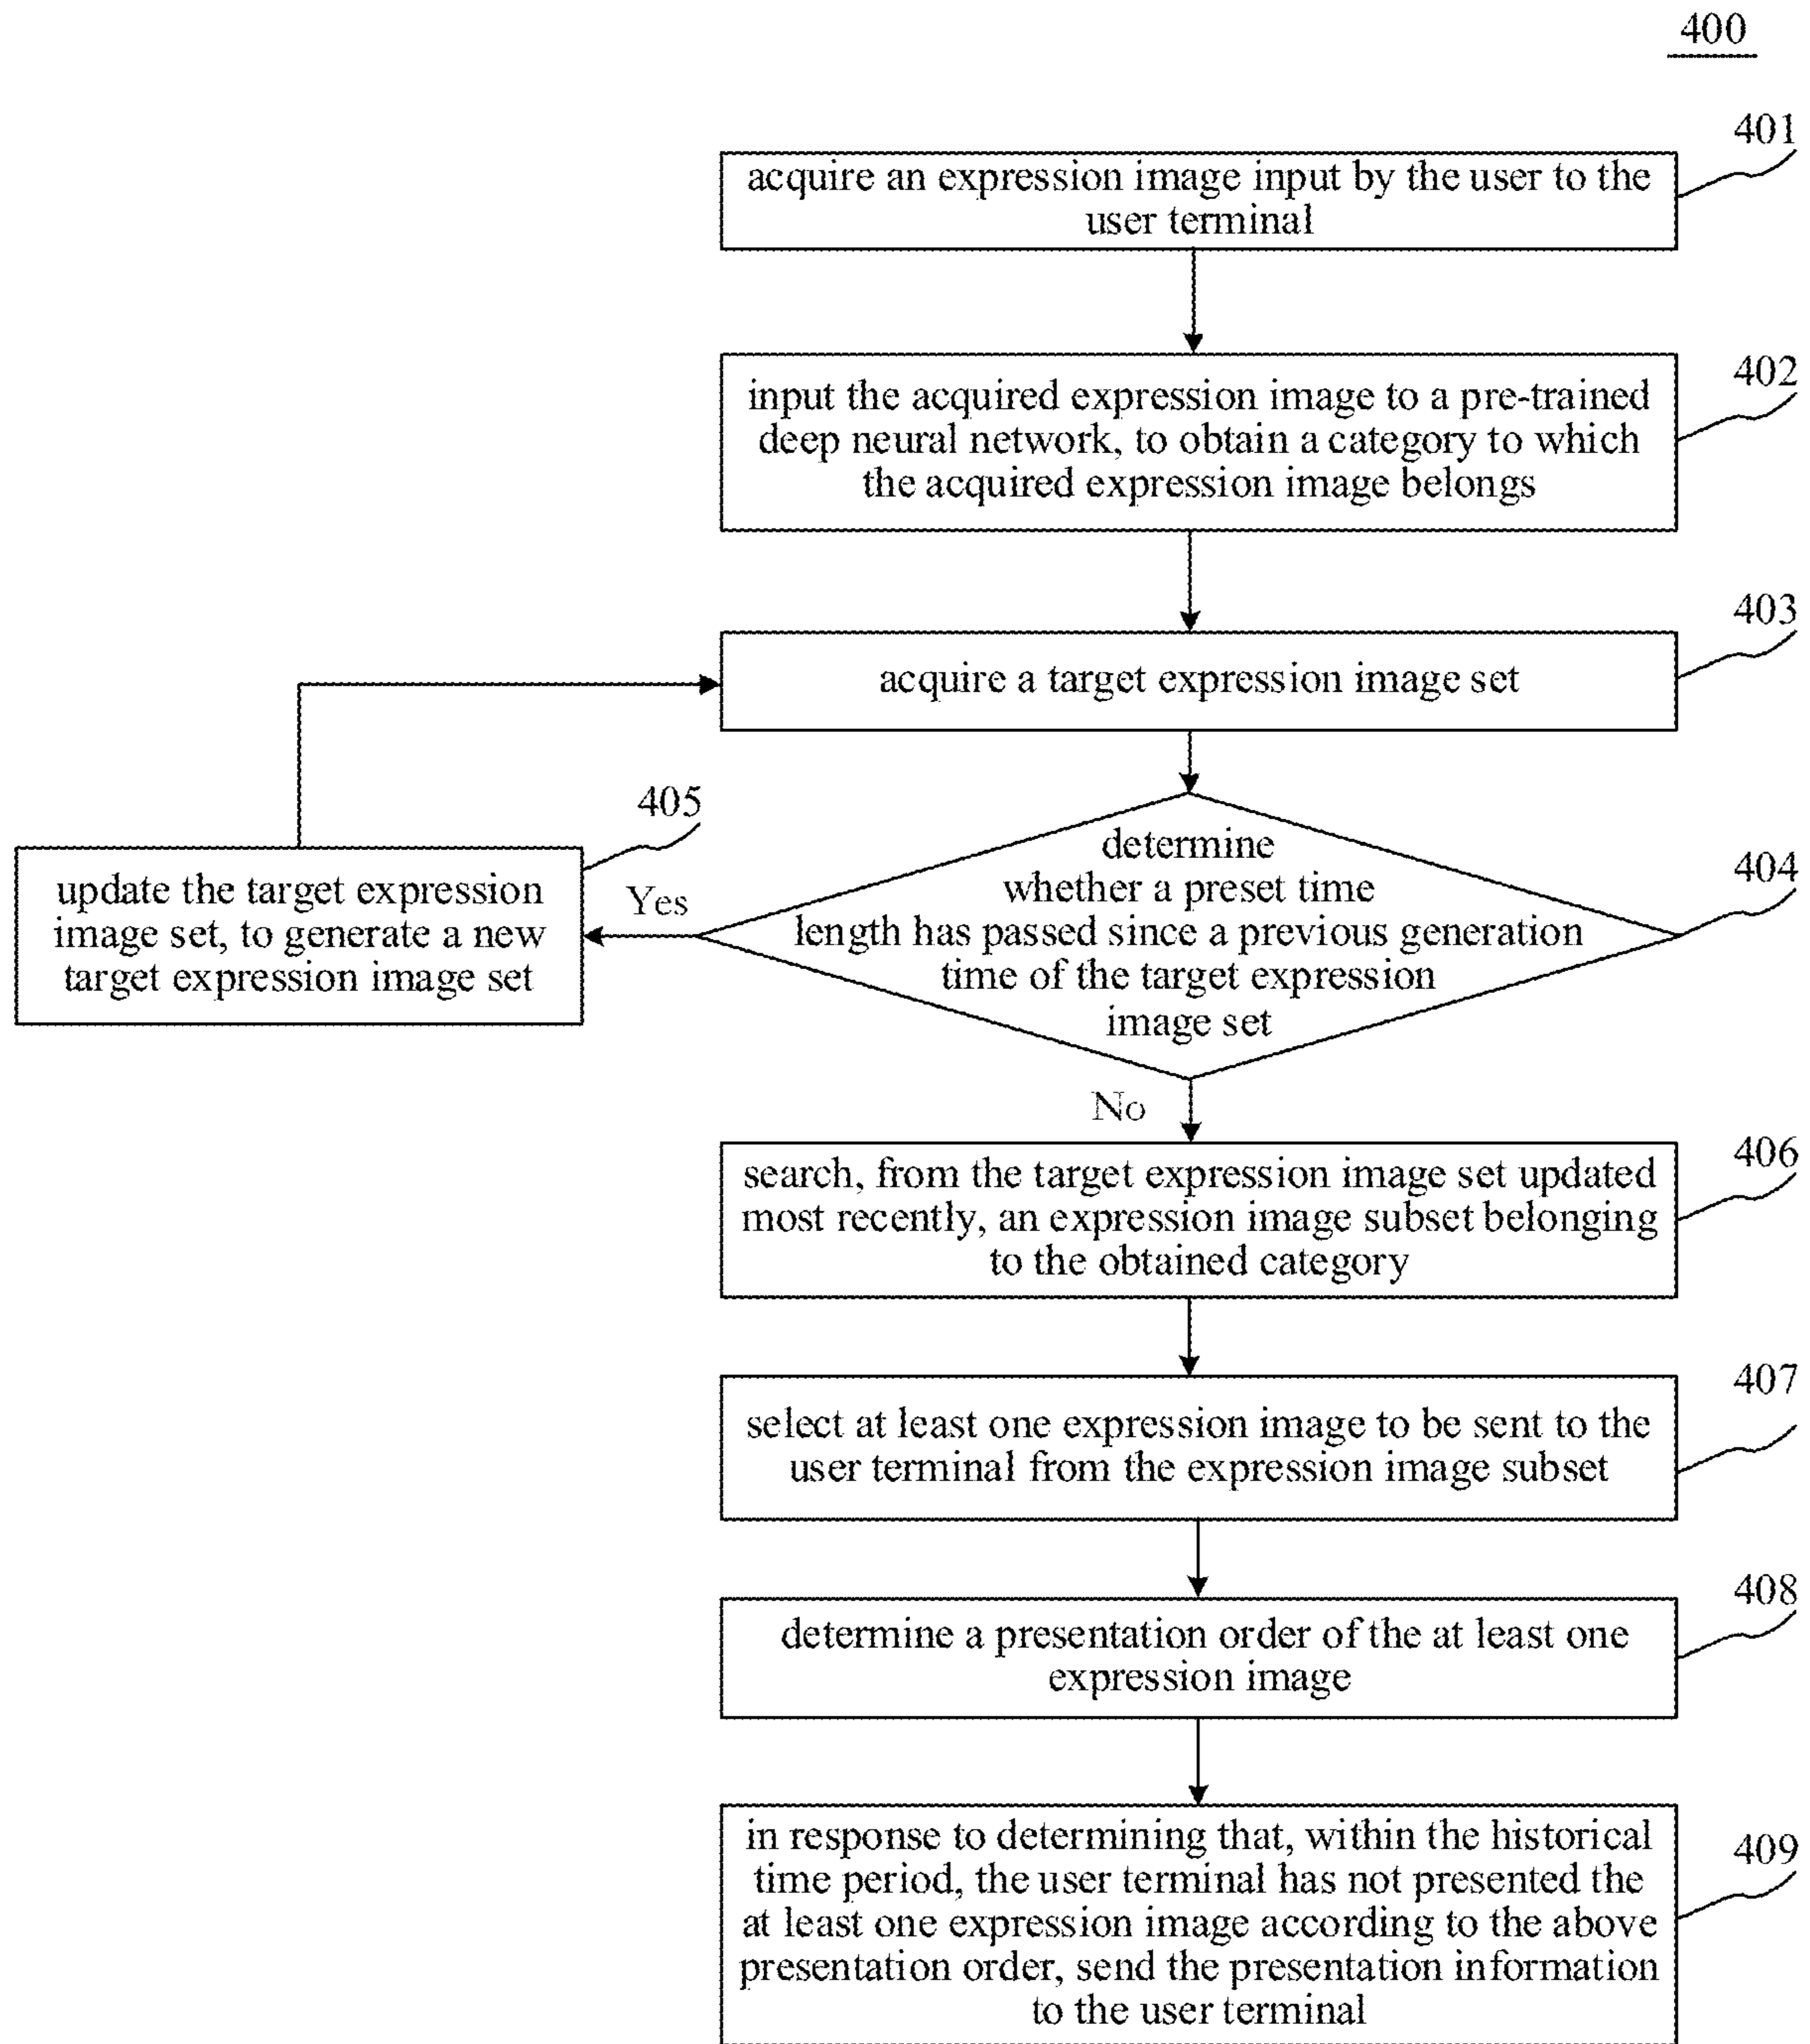 400
401
acquire an expression image input by the user to the
user terminal
402
input the acquired expression image to a pre-trained
deep neural network, to obtain a category to which
the acquired expression image belongs
403
acquire a target expression image set
405
update the target expression
image set, to generate a new
target expression image set
Yes
404
determine
whether a preset time
length has passed since a previous generation
time of the target expression
image set
No
406
search, from the target expression image set updated
most recently, an expression image subset belonging
to the obtained category
407
select at least one expression image to be sent to the
user terminal from the expression image subset
408
determine a presentation order of the at least one
expression image
409
in response to determining that, within the historical
time period, the user terminal has not presented the
at least one expression image according to the above
presentation order, send the presentation information
to the user terminal